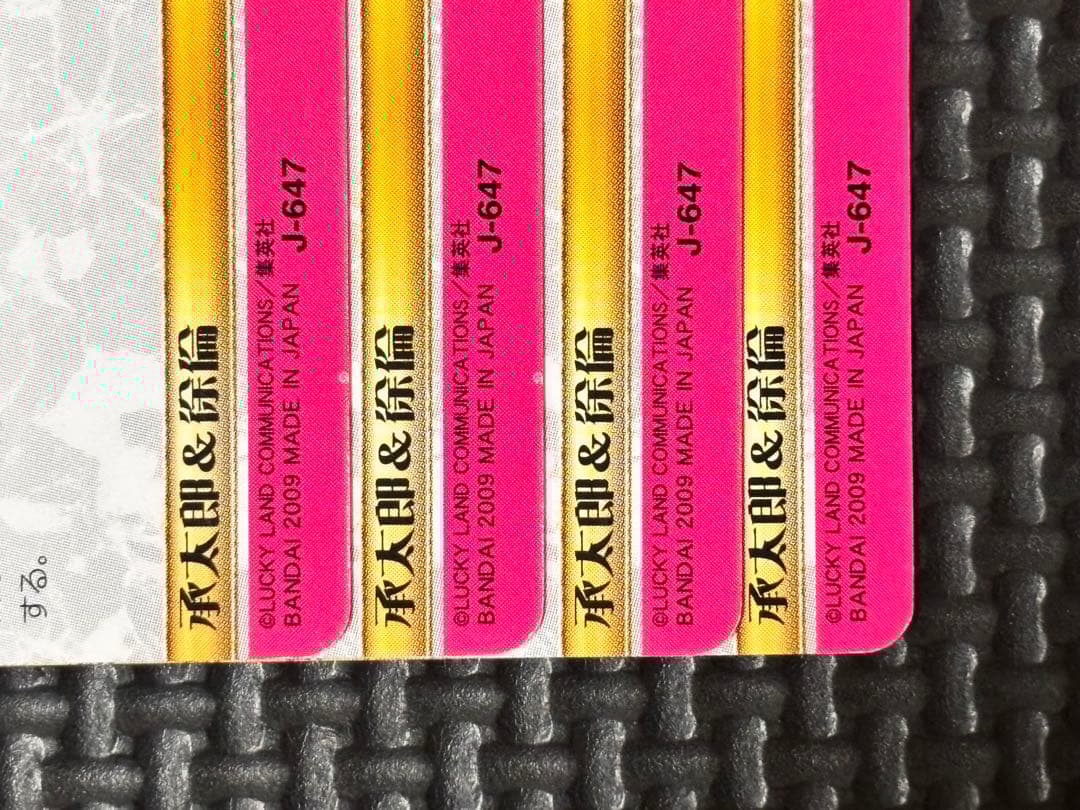 する。
承太郎&徐倫
©LUCKY LAND COMMUNICATIONS/集英社
BANDAI 2009 MADE IN JAPAN J-647
承太郎&徐倫
©LUCKY LAND COMMUNICATIONS/集英社
BANDAI 2009 MADE IN JAPAN J-647
承太郎&徐倫
©LUCKY LAND COMMUNICATIONS/集英社
BANDAI 2009 MADE IN JAPAN J-647
承太郎&徐倫
©LUCKY LAND COMMUNICATIONS/集英社
BANDAI 2009 MADE IN JAPAN J-647